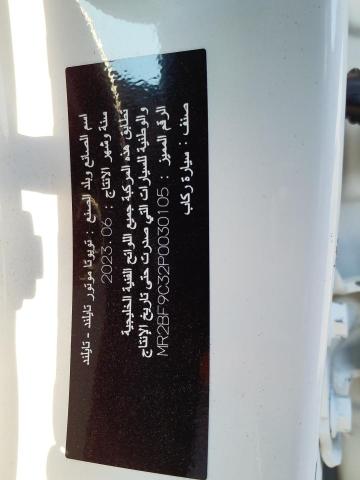 اسم الصانع وبلد الصنع : تويوتا موتور تايلند - تايلند
سنة وشهر الانتاج : 2023.06
تطابق هذه المركبة جميع اللوائح الفنية الخليجية
والوطنية للسيارات التي صدرت حتى تاريخ الإنتاج
الرقم المميز : MR2BF9C32P0030105
صنف : سيارة ركاب